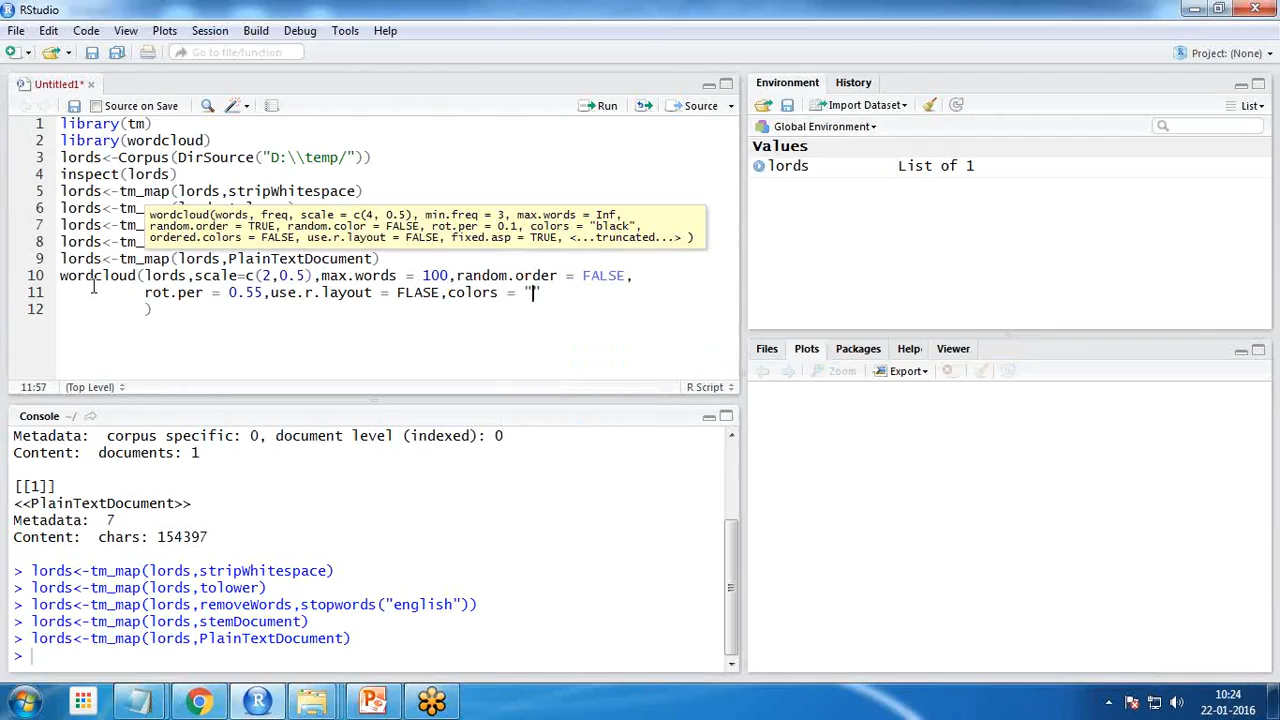 RStudio
File Edit Code View Plots Session Build Debug Tools Help
Go to file/function
Project: (None)
Untitled1*
Source on Save
Run
Source
1 library(tm)
2 library(wordcloud)
3 lords<-Corpus(DirSource("D:\\temp/"))
4 inspect(lords)
5 lords<-tm_map(lords,stripWhitespace)
6 lords<-tm_
7 lords<-tm_
8 lords<-tm_
wordcloud(words, freq, scale = c(4, 0.5), min.freq = 3, max.words = Inf,
random.order = TRUE, random.color = FALSE, rot.per = 0.1, colors = "black",
ordered.colors = FALSE, use.r.layout = FALSE, fixed.asp = TRUE, <...truncated...> )
9 lords<-tm_map(lords,PlainTextDocument)
10 wordcloud(lords,scale=c(2,0.5),max.words = 100,random.order = FALSE,
11 rot.per = 0.55,use.r.layout = FLASE,colors = ""
12 )
11:57 (Top Level) R Script
Console ~/
Metadata: corpus specific: 0, document level (indexed): 0
Content: documents: 1
[[1]]
<<PlainTextDocument>>
Metadata: 7
Content: chars: 154397
> lords<-tm_map(lords,stripWhitespace)
> lords<-tm_map(lords,tolower)
> lords<-tm_map(lords,removeWords,stopwords("english"))
> lords<-tm_map(lords,stemDocument)
> lords<-tm_map(lords,PlainTextDocument)
>
Environment History
Import Dataset List
Global Environment
Values
lords List of 1
Files Plots Packages Help Viewer
Zoom Export
10:24
22-01-2016